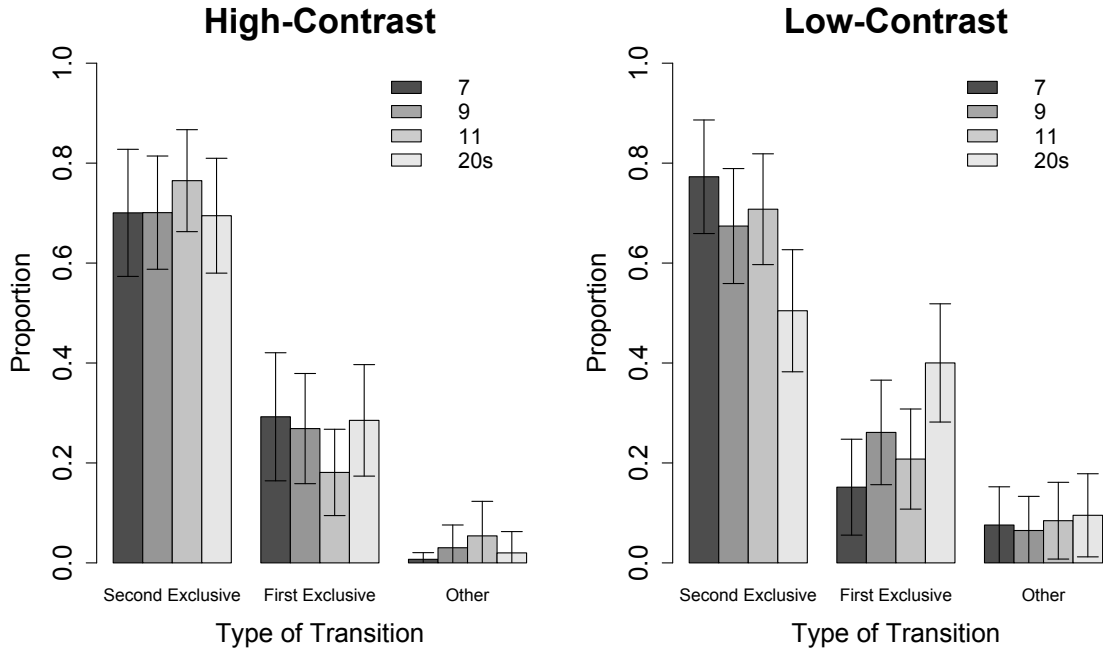 High-Contrast
Proportion
1.0
0.8
0.6
0.4
0.2
0.0
7
9
11
20s
Second Exclusive First Exclusive Other
Type of Transition
Low-Contrast
Proportion
1.0
0.8
0.6
0.4
0.2
0.0
7
9
11
20s
Second Exclusive First Exclusive Other
Type of Transition